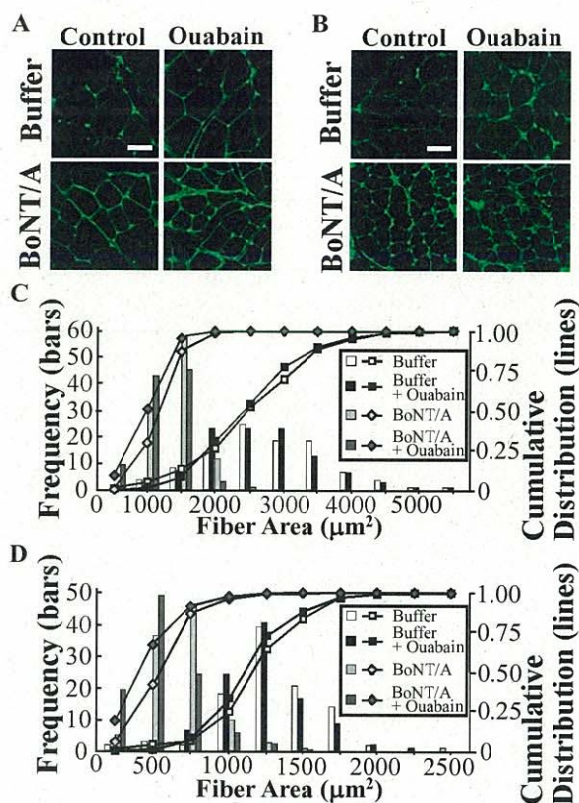 A
Control Ouabain
Buffer
BoNT/A
B
Control Ouabain
Buffer
BoNT/A
C
Frequency (bars)
60
50
40
30
20
10
0
1.00
0.75
0.50
0.25
0
Cumulative
Distribution (lines)
Buffer
Buffer
+ Ouabain
BoNT/A
BoNT/A
+ Ouabain
0 1000 2000 3000 4000 5000
Fiber Area (μm²)
D
Frequency (bars)
50
40
30
20
10
0
1.00
0.75
0.50
0.25
0
Cumulative
Distribution (lines)
Buffer
Buffer
+ Ouabain
BoNT/A
BoNT/A
+ Ouabain
0 500 1000 1500 2000 2500
Fiber Area (μm²)